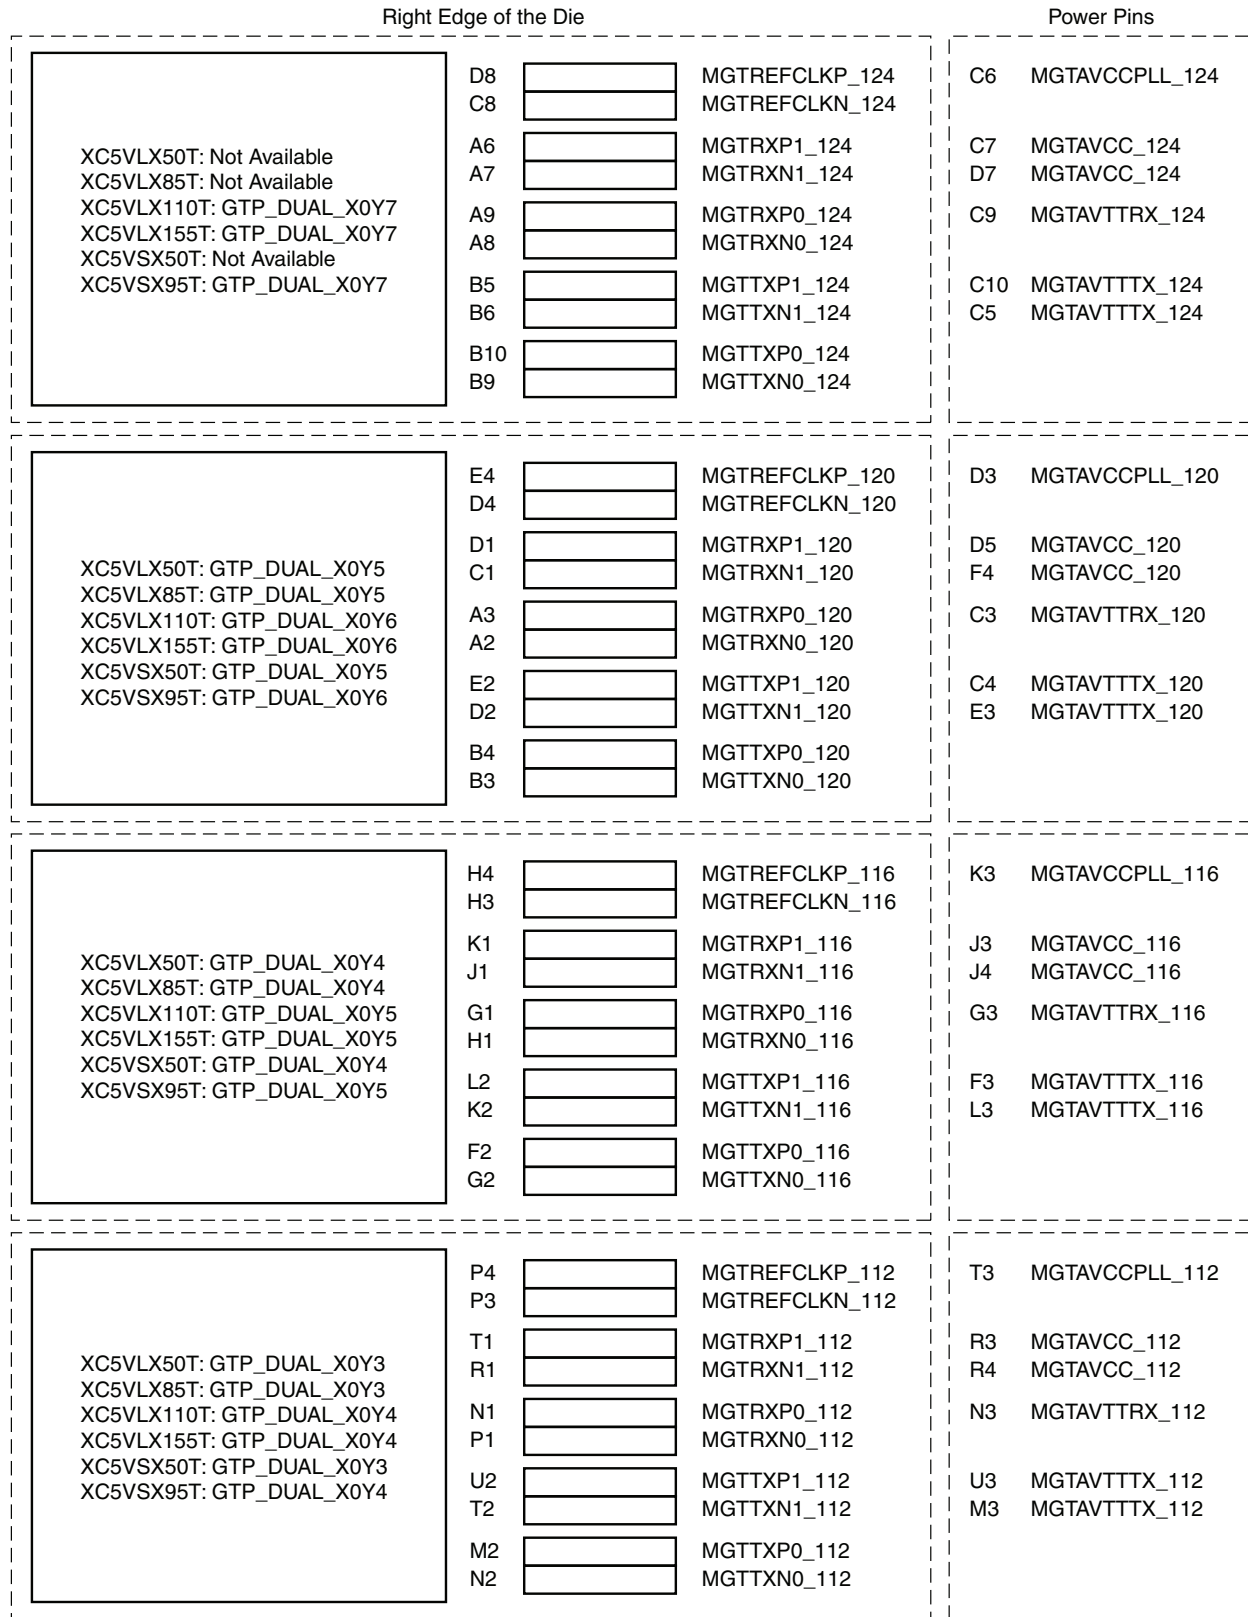 Right Edge of the Die Power Pins
D8 MGTREFCLKP_124 C6 MGTAVCCPLL_124
C8 MGTREFCLKN_124
XC5VLX50T: Not Available
XC5VLX85T: Not Available
XC5VLX110T: GTP_DUAL_X0Y7
XC5VLX155T: GTP_DUAL_X0Y7
XC5VSX50T: Not Available
XC5VSX95T: GTP_DUAL_X0Y7
A6 MGTRXP1_124 C7 MGTAVCC_124
A7 MGTRXN1_124 D7 MGTAVCC_124
A9 MGTRXP0_124 C9 MGTAVTTRX_124
A8 MGTRXN0_124
B5 MGTTXP1_124 C10 MGTAVTTTX_124
B6 MGTTXN1_124 C5 MGTAVTTTX_124
B10 MGTTXP0_124
B9 MGTTXN0_124
E4 MGTREFCLKP_120 D3 MGTAVCCPLL_120
D4 MGTREFCLKN_120
XC5VLX50T: GTP_DUAL_X0Y5
XC5VLX85T: GTP_DUAL_X0Y5
XC5VLX110T: GTP_DUAL_X0Y6
XC5VLX155T: GTP_DUAL_X0Y6
XC5VSX50T: GTP_DUAL_X0Y5
XC5VSX95T: GTP_DUAL_X0Y6
D1 MGTRXP1_120 D5 MGTAVCC_120
C1 MGTRXN1_120 F4 MGTAVCC_120
A3 MGTRXP0_120 C3 MGTAVTTRX_120
A2 MGTRXN0_120
E2 MGTTXP1_120 C4 MGTAVTTTX_120
D2 MGTTXN1_120 E3 MGTAVTTTX_120
B4 MGTTXP0_120
B3 MGTTXN0_120
H4 MGTREFCLKP_116 K3 MGTAVCCPLL_116
H3 MGTREFCLKN_116
XC5VLX50T: GTP_DUAL_X0Y4
XC5VLX85T: GTP_DUAL_X0Y4
XC5VLX110T: GTP_DUAL_X0Y5
XC5VLX155T: GTP_DUAL_X0Y5
XC5VSX50T: GTP_DUAL_X0Y4
XC5VSX95T: GTP_DUAL_X0Y5
K1 MGTRXP1_116 J3 MGTAVCC_116
J1 MGTRXN1_116 J4 MGTAVCC_116
G1 MGTRXP0_116 G3 MGTAVTTRX_116
H1 MGTRXN0_116
L2 MGTTXP1_116 F3 MGTAVTTTX_116
K2 MGTTXN1_116 L3 MGTAVTTTX_116
F2 MGTTXP0_116
G2 MGTTXN0_116
P4 MGTREFCLKP_112 T3 MGTAVCCPLL_112
P3 MGTREFCLKN_112
XC5VLX50T: GTP_DUAL_X0Y3
XC5VLX85T: GTP_DUAL_X0Y3
XC5VLX110T: GTP_DUAL_X0Y4
XC5VLX155T: GTP_DUAL_X0Y4
XC5VSX50T: GTP_DUAL_X0Y3
XC5VSX95T: GTP_DUAL_X0Y4
T1 MGTRXP1_112 R3 MGTAVCC_112
R1 MGTRXN1_112 R4 MGTAVCC_112
N1 MGTRXP0_112 N3 MGTAVTTRX_112
P1 MGTRXN0_112
U2 MGTTXP1_112 U3 MGTAVTTTX_112
T2 MGTTXN1_112 M3 MGTAVTTTX_112
M2 MGTTXP0_112
N2 MGTTXN0_112